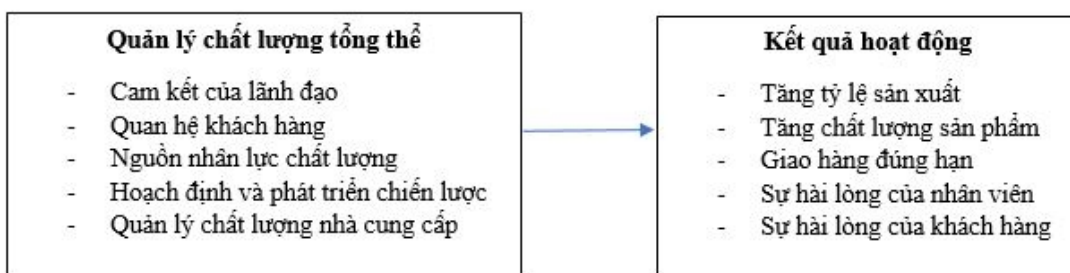 Quản lý chất lượng tổng thể
- Cam kết của lãnh đạo
- Quan hệ khách hàng
- Nguồn nhân lực chất lượng
- Hoạch định và phát triển chiến lược
- Quản lý chất lượng nhà cung cấp
Kết quả hoạt động
- Tăng tỷ lệ sản xuất
- Tăng chất lượng sản phẩm
- Giao hàng đúng hạn
- Sự hài lòng của nhân viên
- Sự hài lòng của khách hàng